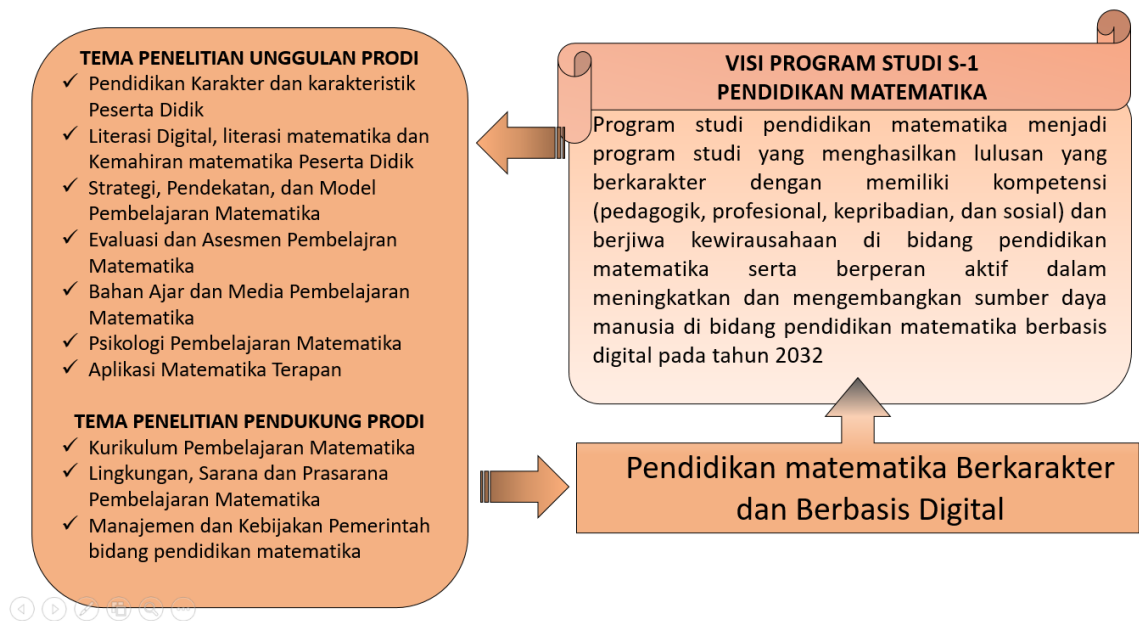 TEMA PENELITIAN UNGGULAN PRODI
✓ Pendidikan Karakter dan karakteristik
Peserta Didik
✓ Literasi Digital, literasi matematika dan
Kemahiran matematika Peserta Didik
✓ Strategi, Pendekatan, dan Model
Pembelajaran Matematika
✓ Evaluasi dan Asesmen Pembelajran
Matematika
✓ Bahan Ajar dan Media Pembelajaran
Matematika
✓ Psikologi Pembelajaran Matematika
✓ Aplikasi Matematika Terapan
TEMA PENELITIAN PENDUKUNG PRODI
✓ Kurikulum Pembelajaran Matematika
✓ Lingkungan, Sarana dan Prasarana
Pembelajaran Matematika
✓ Manajemen dan Kebijakan Pemerintah
bidang pendidikan matematika
VISI PROGRAM STUDI S-1
PENDIDIKAN MATEMATIKA
Program studi pendidikan matematika menjadi
program studi yang menghasilkan lulusan yang
berkarakter dengan memiliki kompetensi
(pedagogik, profesional, kepribadian, dan sosial) dan
berjiwa kewirausahaan di bidang pendidikan
matematika serta berperan aktif dalam
meningkatkan dan mengembangkan sumber daya
manusia di bidang pendidikan matematika berbasis
digital pada tahun 2032
Pendidikan matematika Berkarakter
dan Berbasis Digital